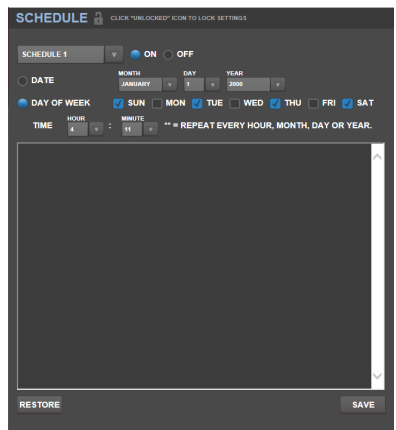 SCHEDULE CLICK "UNLOCKED" ICON TO LOCK SETTINGS
SCHEDULE 1 ON OFF
MONTH DAY YEAR
DATE JANUARY 1 2000
DAY OF WEEK SUN MON TUE WED THU FRI SAT
HOUR MINUTE
TIME 4 : 11 "* = REPEAT EVERY HOUR, MONTH, DAY OR YEAR.
RESTORE SAVE